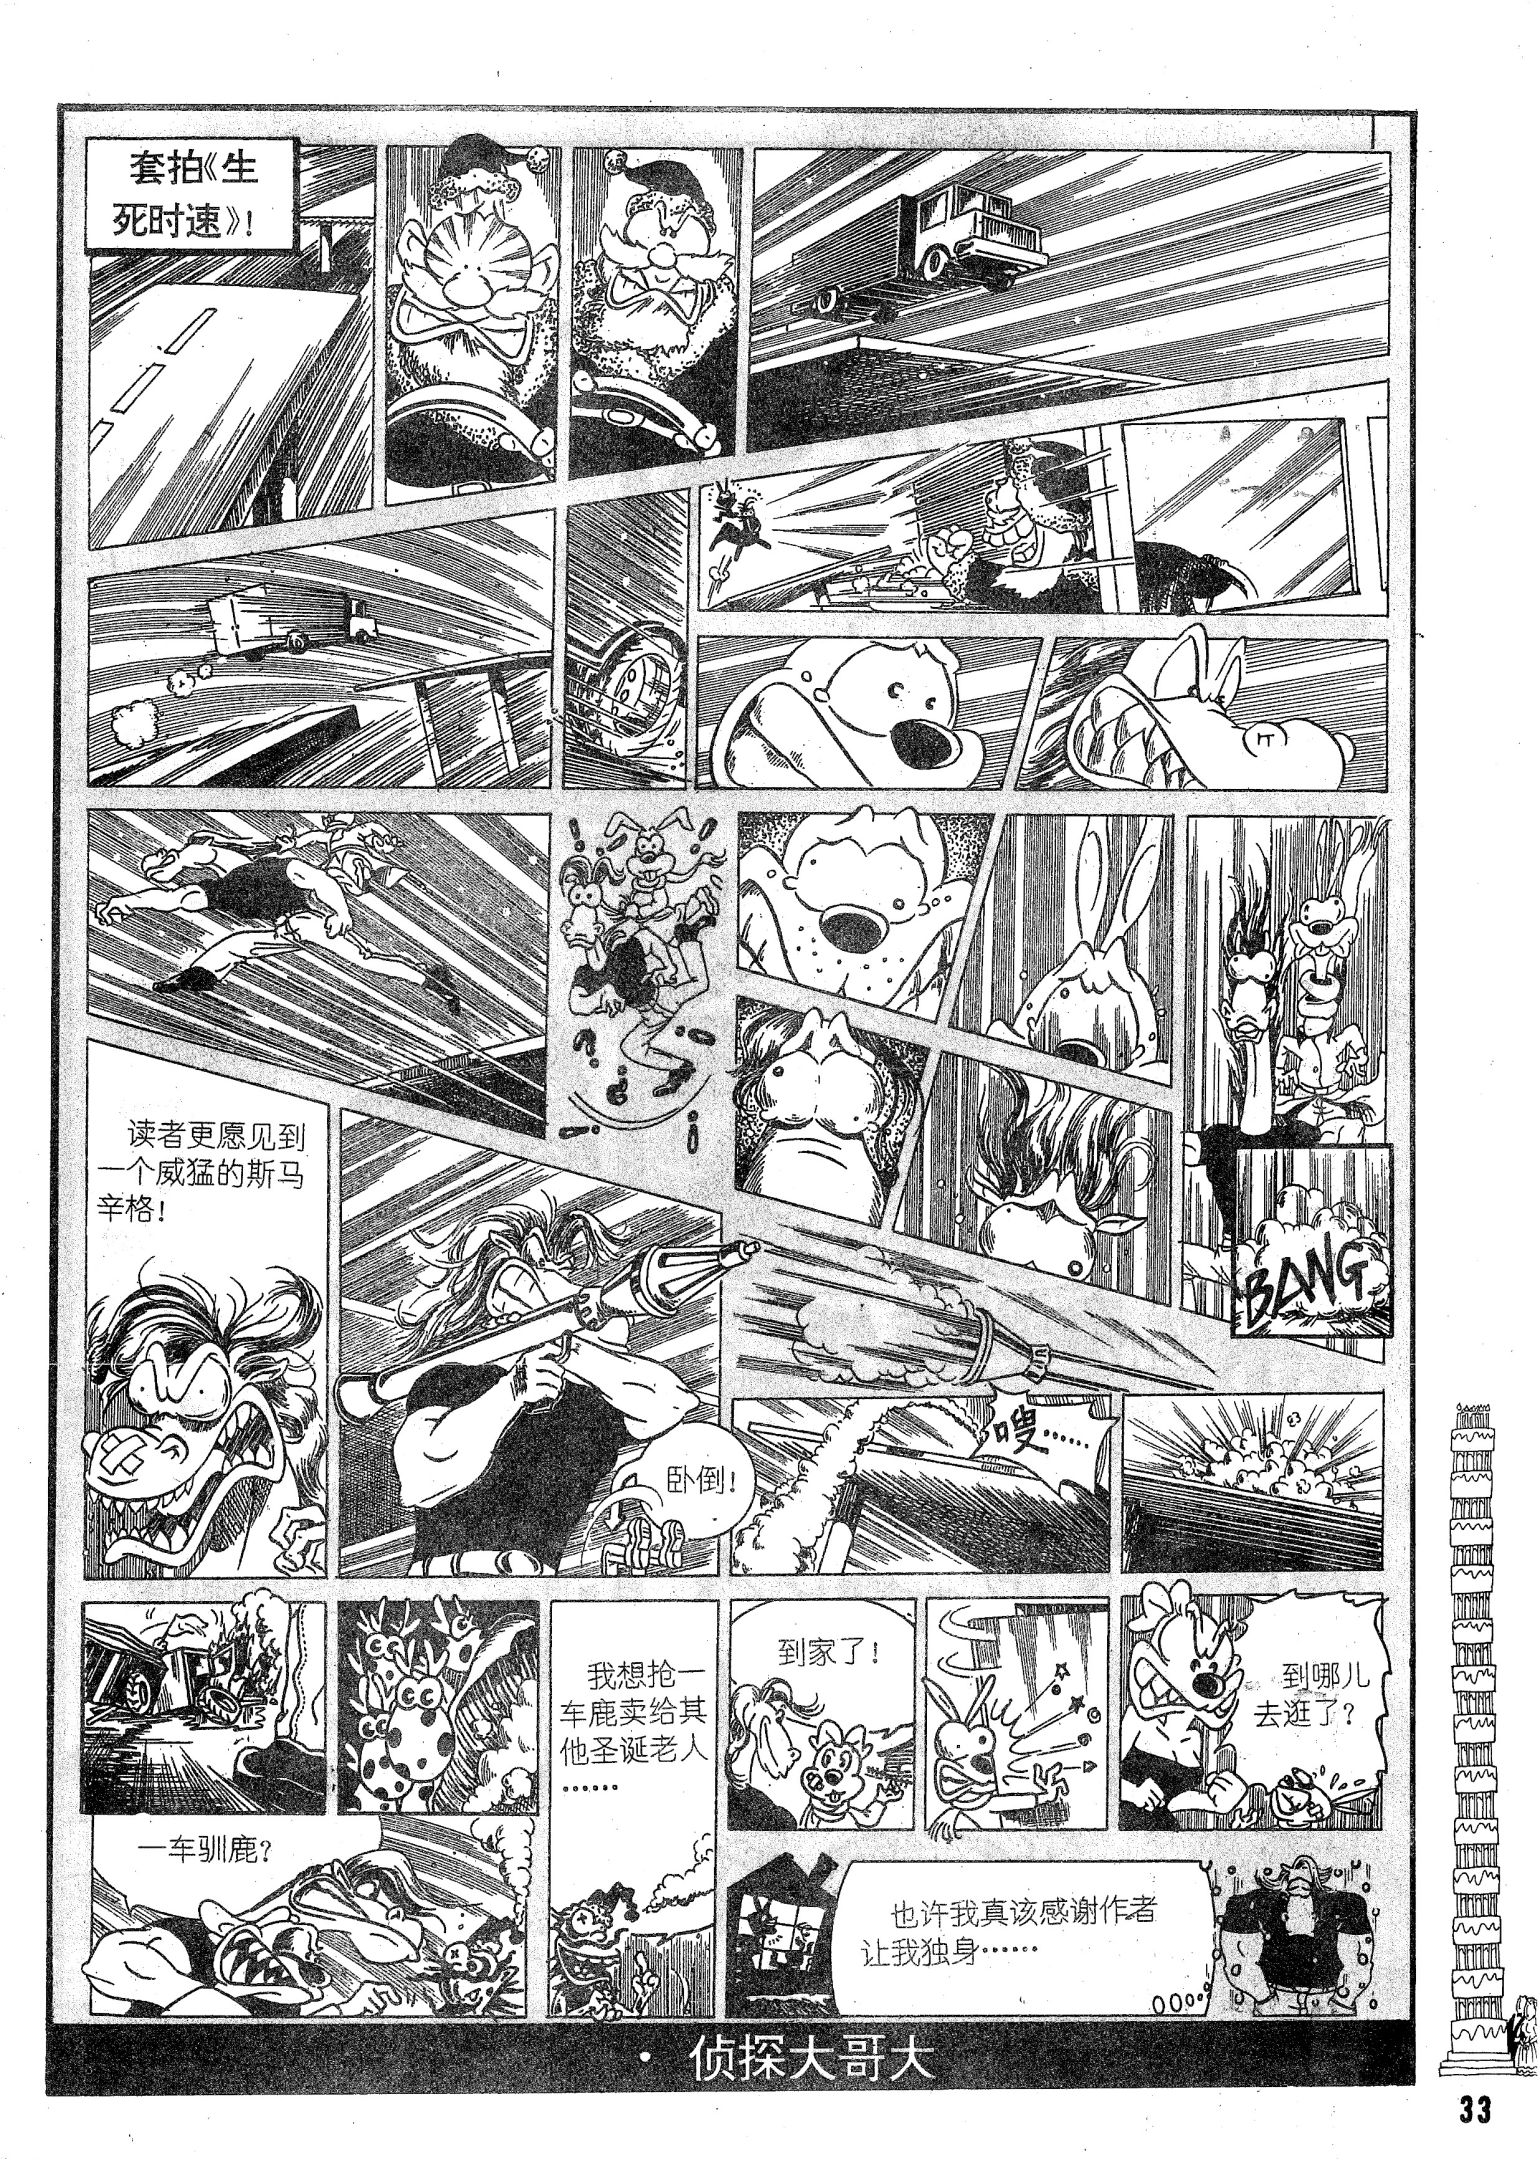 套拍《生
死时速》!
读者更愿见到
一个威猛的斯马
辛格!
BANG
卧倒!
嗖……
一车驯鹿?
我想抢一
车鹿卖给其
他圣诞老人
……
到家了!
到哪儿
去逛了?
也许我真该感谢作者
让我独身……
· 侦探大哥大
33